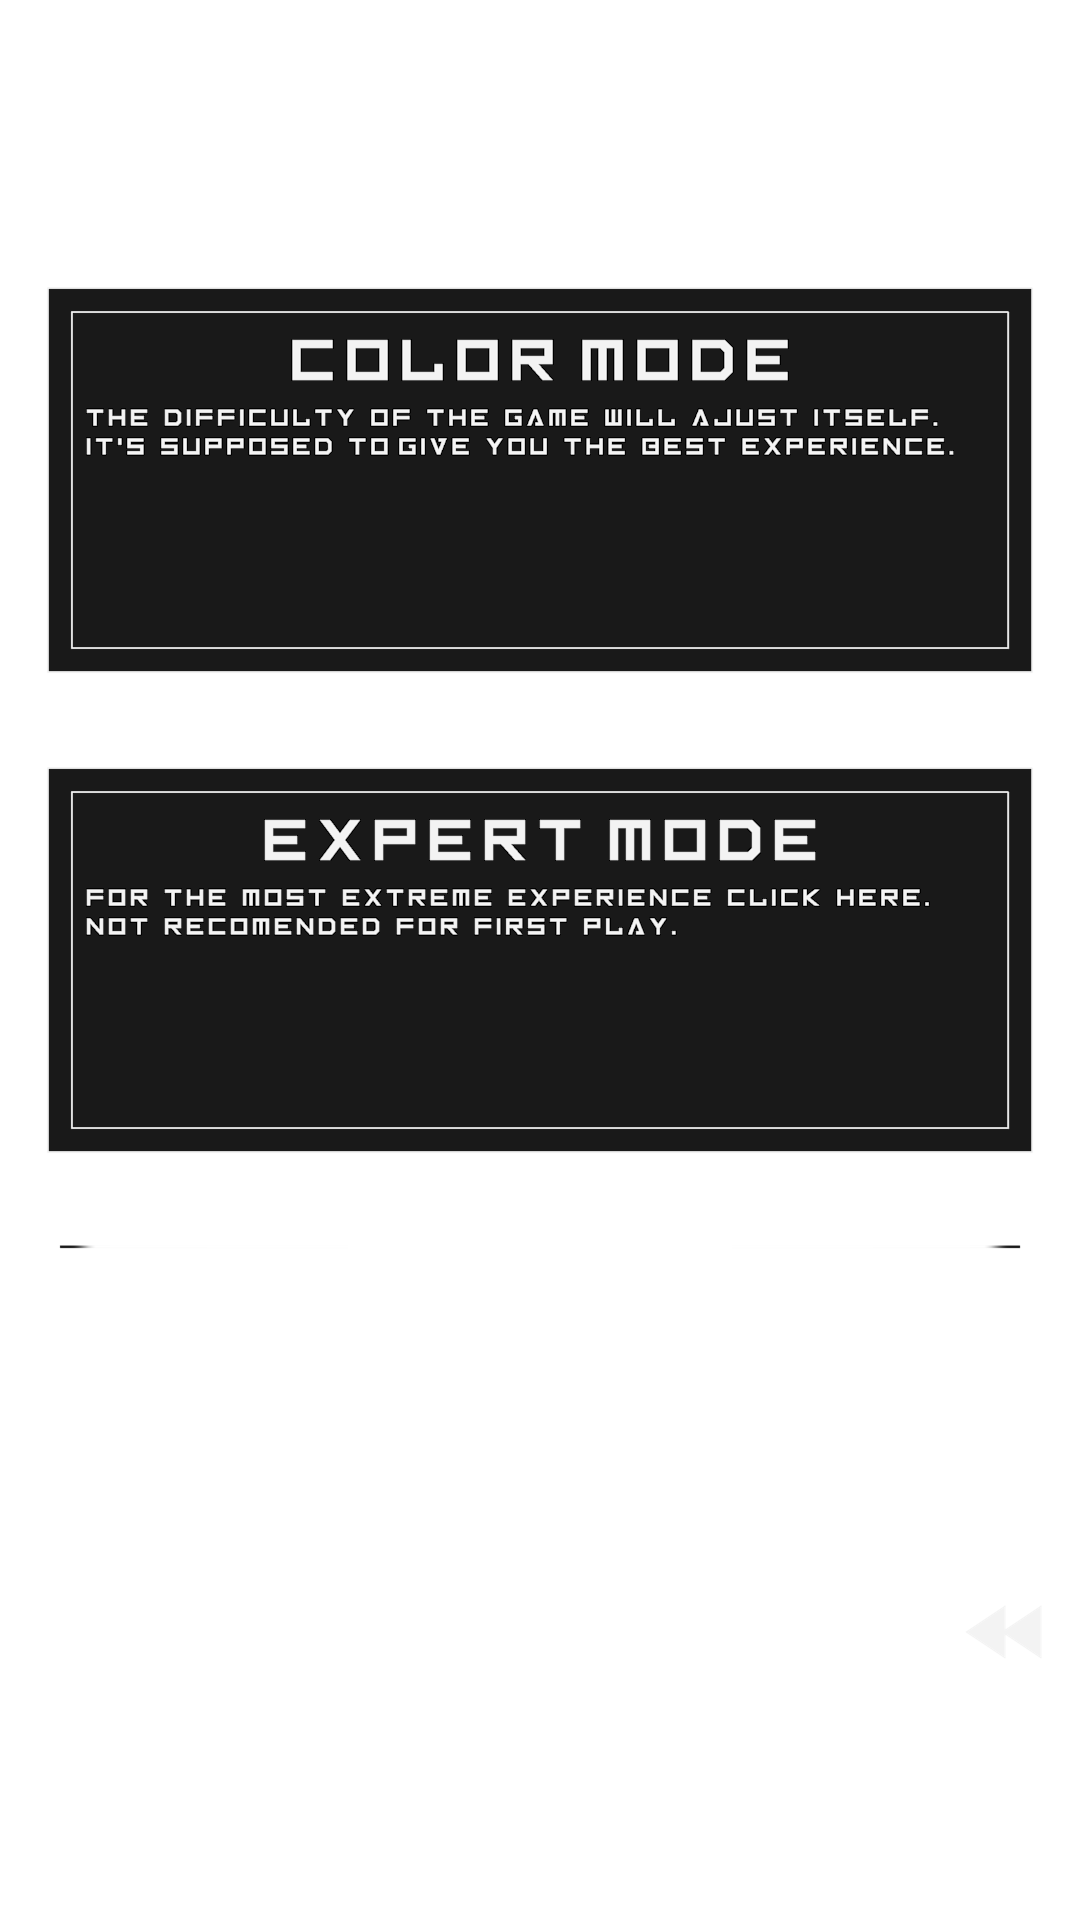 COLOR MODE
THE DIFFICULTY OF THE GAME WILL AJUST ITSELF.
IT'S SUPPOSED TO GIVE YOU THE BEST EXPERIENCE.
EXPERT MODE
FOR THE MOST EXTREME EXPERIENCE CLICK HERE.
NOT RECOMENDED FOR FIRST PLAY.